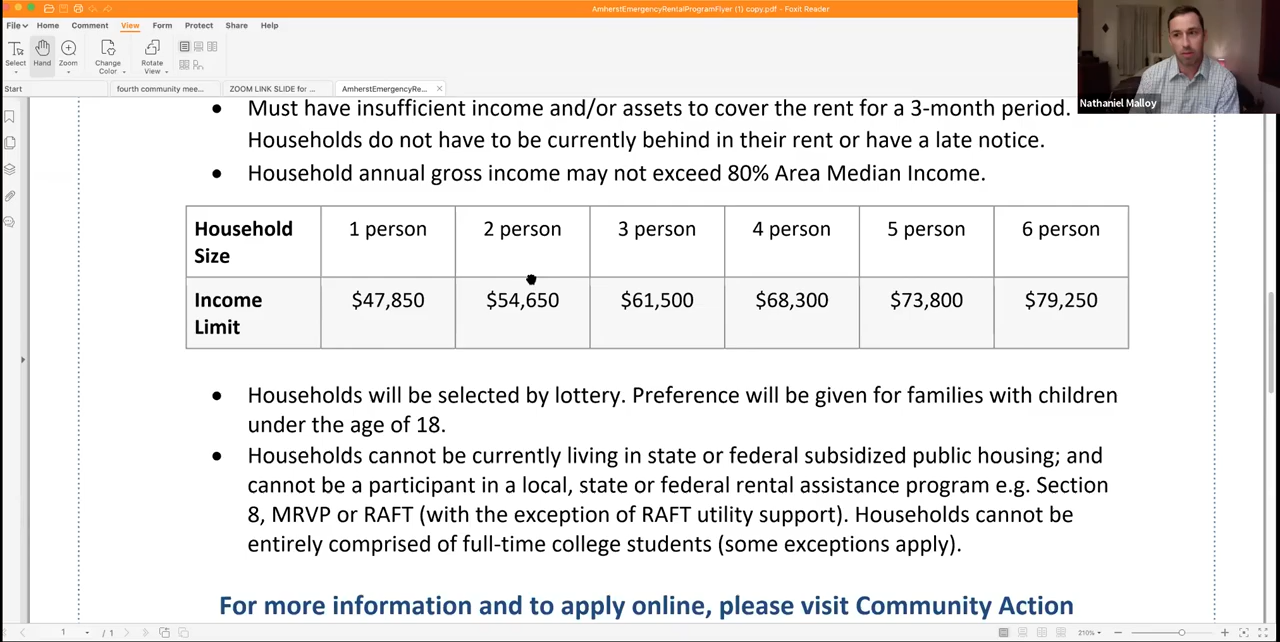 AmherstEmergencyRentalProgramFlyer (1) copy.pdf - Foxit Reader
File Home Comment View Form Protect Share Help
Select Hand Zoom Change Color Rotate View
Start fourth community mee... ZOOM LINK SLIDE for ... AmherstEmergencyRe...
Nathaniel Malloy
• Must have insufficient income and/or assets to cover the rent for a 3-month period.
Households do not have to be currently behind in their rent or have a late notice.
• Household annual gross income may not exceed 80% Area Median Income.
Household Size 1 person 2 person 3 person 4 person 5 person 6 person
Income Limit $47,850 $54,650 $61,500 $68,300 $73,800 $79,250
• Households will be selected by lottery. Preference will be given for families with children
under the age of 18.
• Households cannot be currently living in state or federal subsidized public housing; and
cannot be a participant in a local, state or federal rental assistance program e.g. Section
8, MRVP or RAFT (with the exception of RAFT utility support). Households cannot be
entirely comprised of full-time college students (some exceptions apply).
For more information and to apply online, please visit Community Action
1 / 1 210%